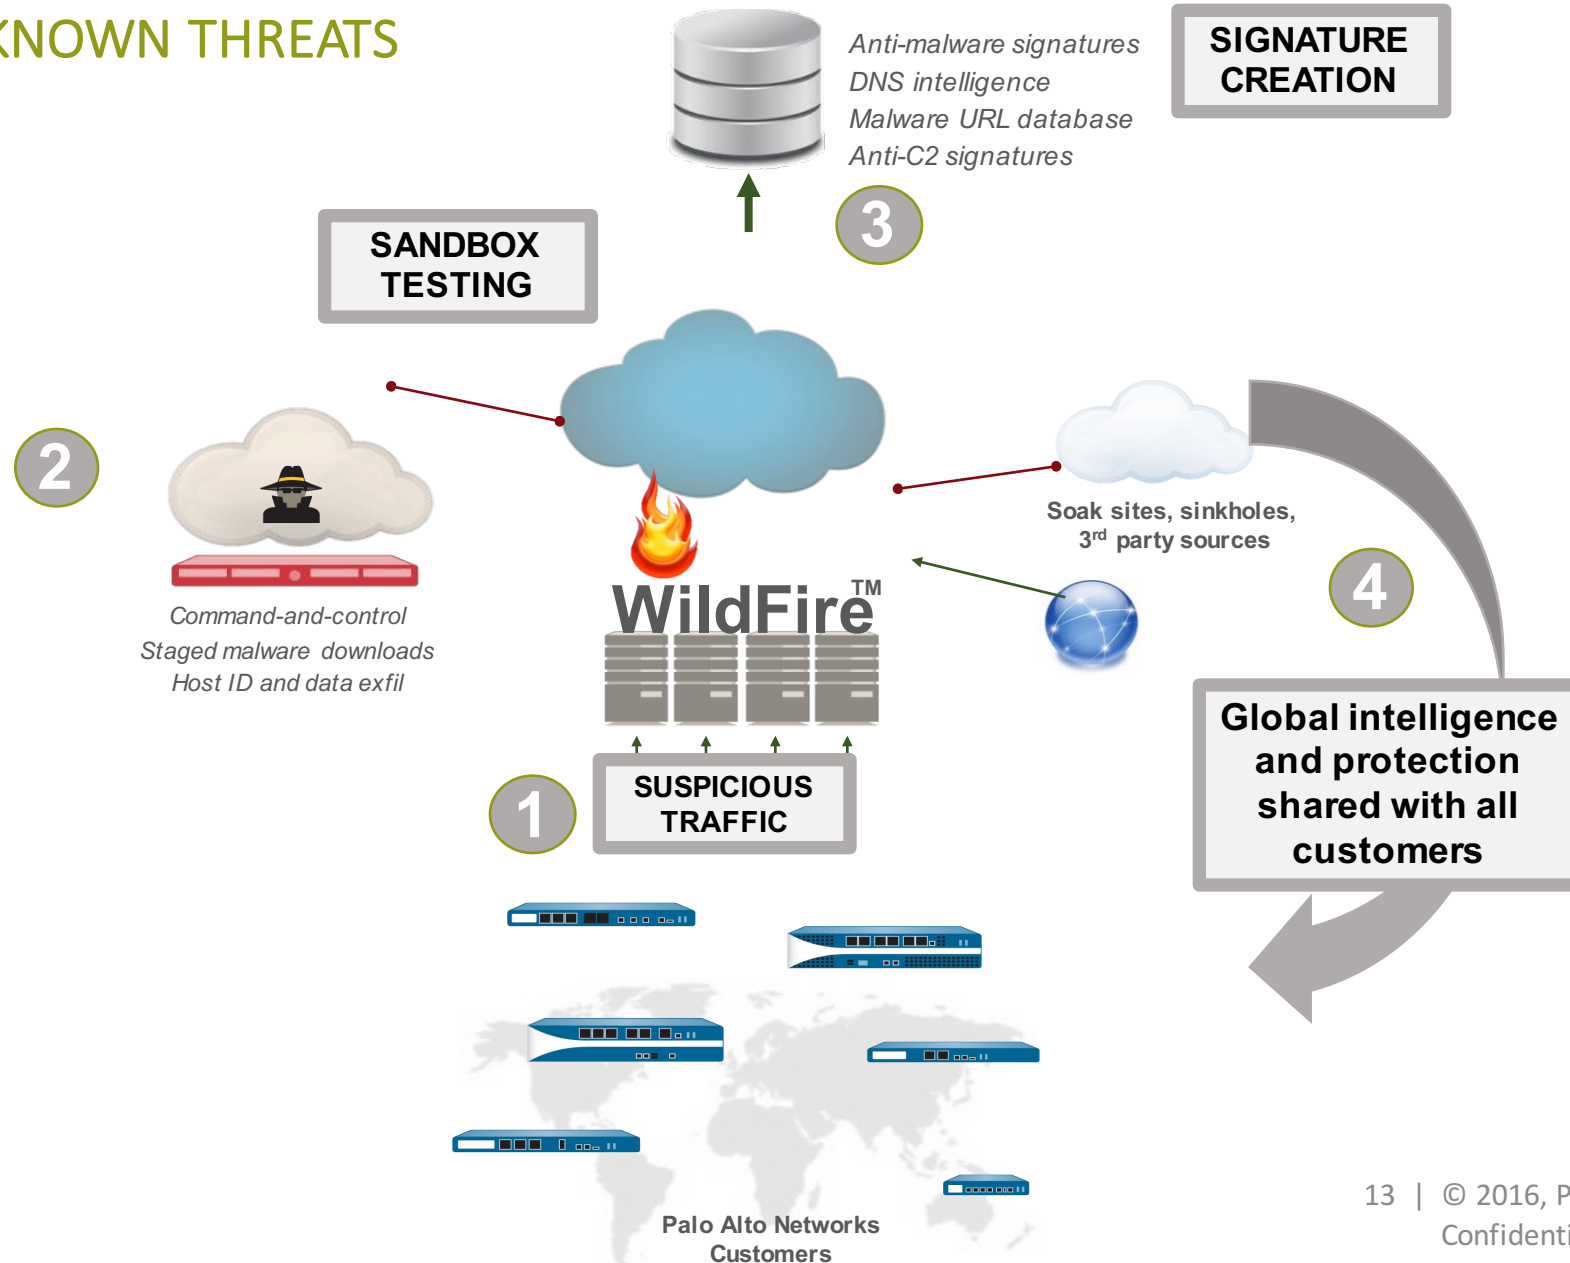 KNOWN THREATS
Anti-malware signatures
DNS intelligence
Malware URL database
Anti-C2 signatures
SIGNATURE
CREATION
3
SANDBOX
TESTING
2
Command-and-control
Staged malware downloads
Host ID and data exfil
WildFire™
Soak sites, sinkholes,
3rd party sources
4
Global intelligence
and protection
shared with all
customers
1
SUSPICIOUS
TRAFFIC
Palo Alto Networks
Customers
13 | © 2016, P
Confidenti